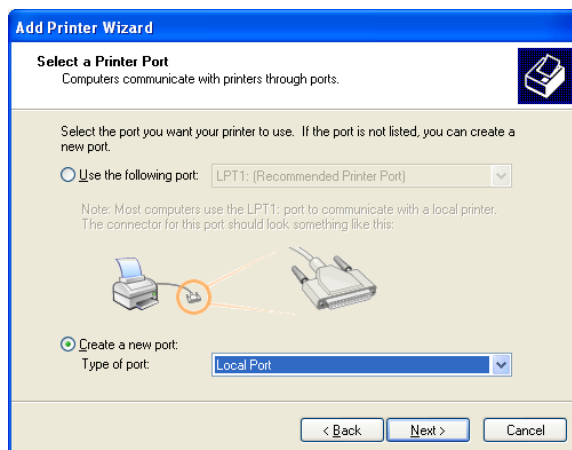 Add Printer Wizard
Select a Printer Port
Computers communicate with printers through ports.
Select the port you want your printer to use. If the port is not listed, you can create a
new port.
Use the following port: LPT1: (Recommended Printer Port)
Note: Most computers use the LPT1: port to communicate with a local printer.
The connector for this port should look something like this:
Create a new port:
Type of port: Local Port
< Back Next > Cancel